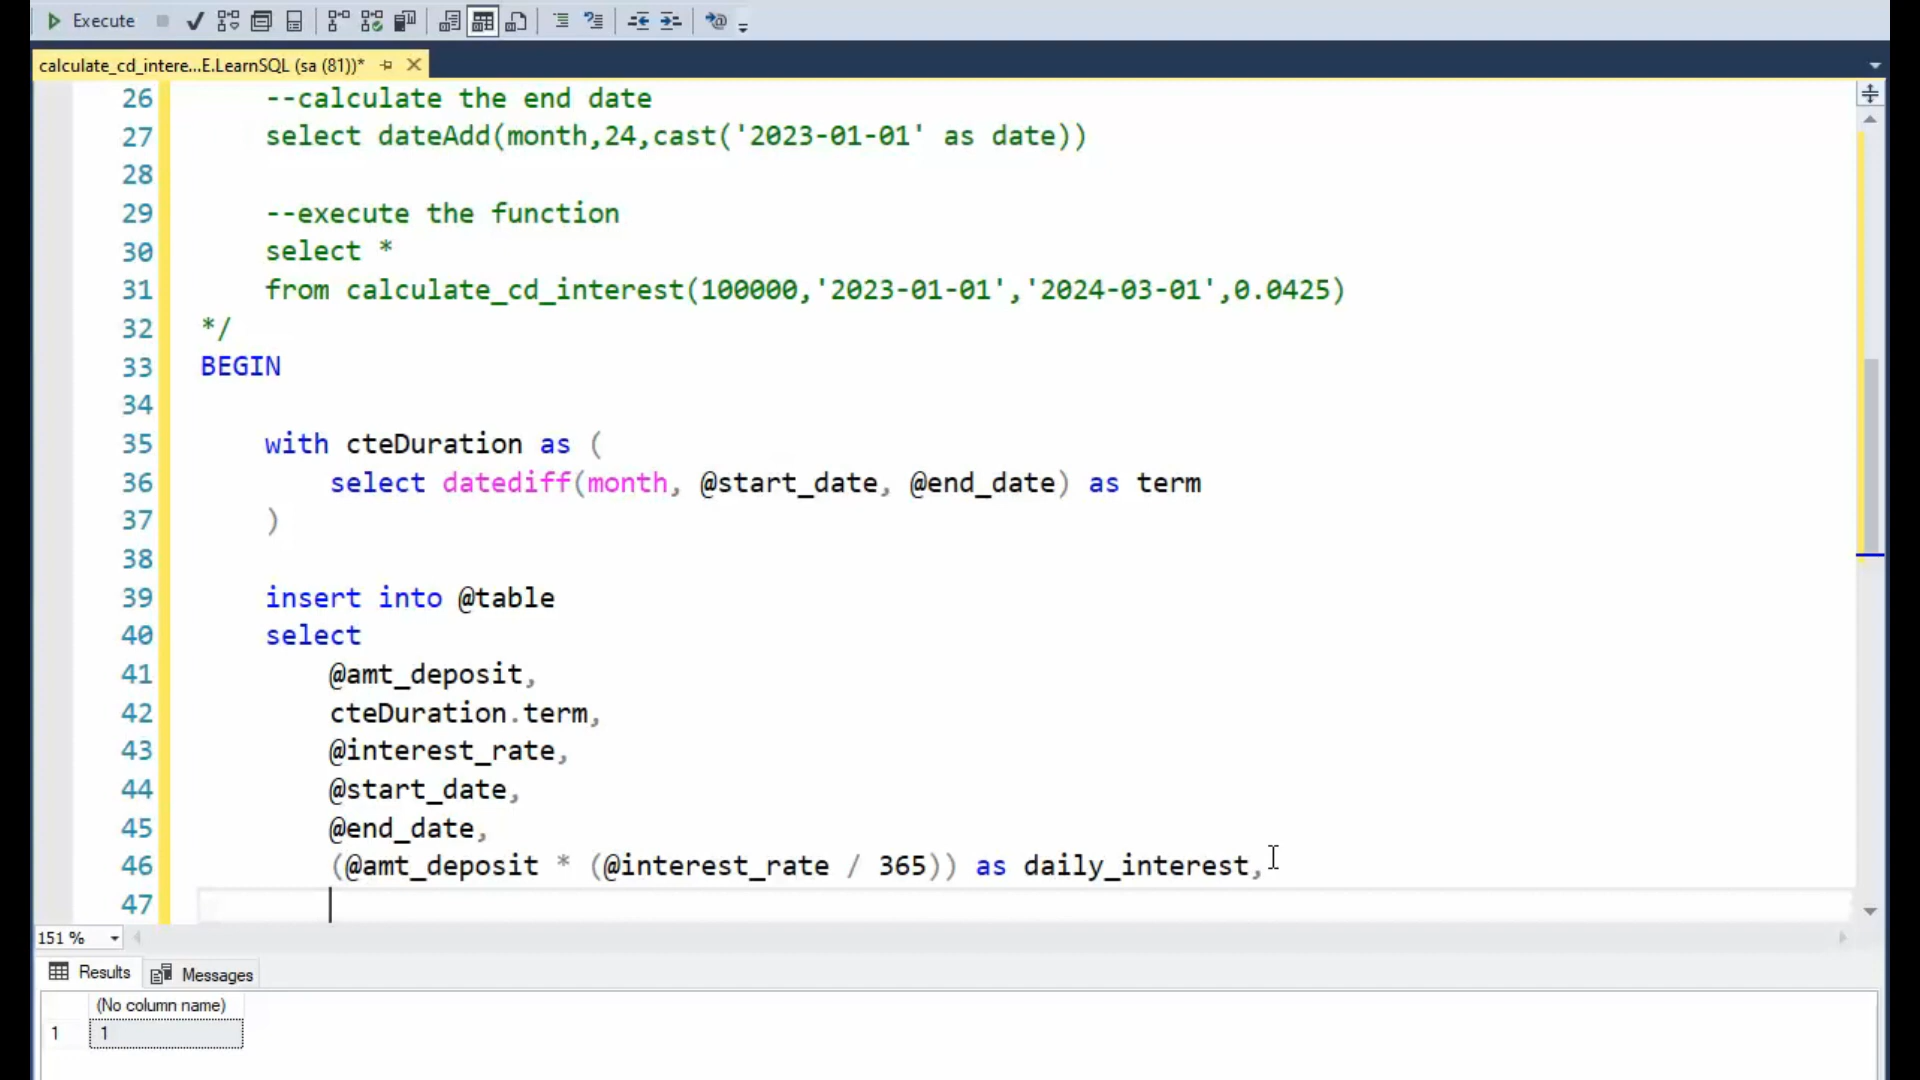 Execute
calculate_cd_intere...E.LearnSQL (sa (81))*
26 --calculate the end date
27 select dateAdd(month,24,cast('2023-01-01' as date))
28
29 --execute the function
30 select *
31 from calculate_cd_interest(100000,'2023-01-01','2024-03-01',0.0425)
32 */
33 BEGIN
34
35 with cteDuration as (
36 select datediff(month, @start_date, @end_date) as term
37 )
38
39 insert into @table
40 select
41 @amt_deposit,
42 cteDuration.term,
43 @interest_rate,
44 @start_date,
45 @end_date,
46 (@amt_deposit * (@interest_rate / 365)) as daily_interest,
47
151 %
Results Messages
(No column name)
1 1